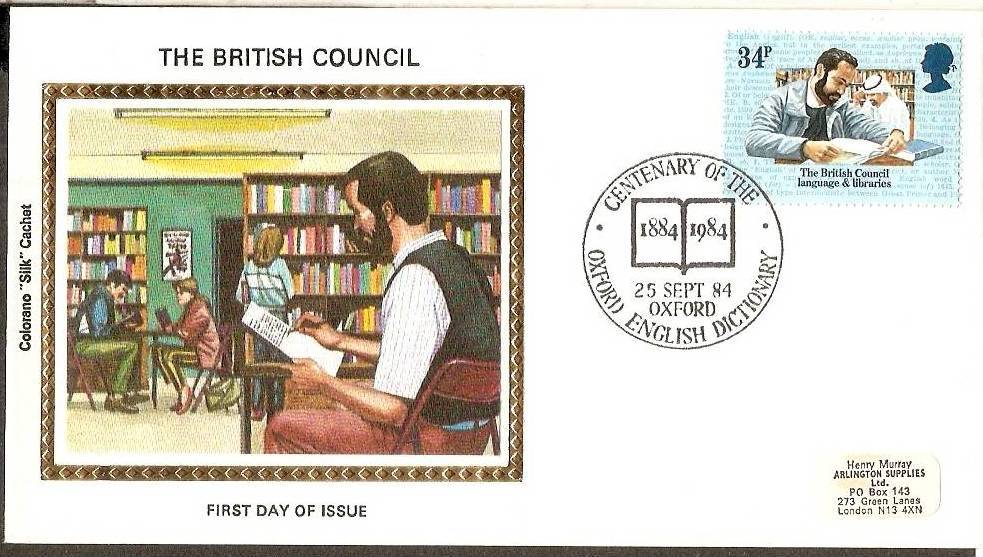 THE BRITISH COUNCIL
Colorano "Silk" Cachet
FIRST DAY OF ISSUE
34P
The British Council
language & libraries
CENTENARY OF THE
1884 1984
25 SEPT 84
OXFORD
OXFORD ENGLISH DICTIONARY
Henry Murray
ARLINGTON SUPPLIES
Ltd.
PO Box 143
273 Green Lanes
London N13 4XN